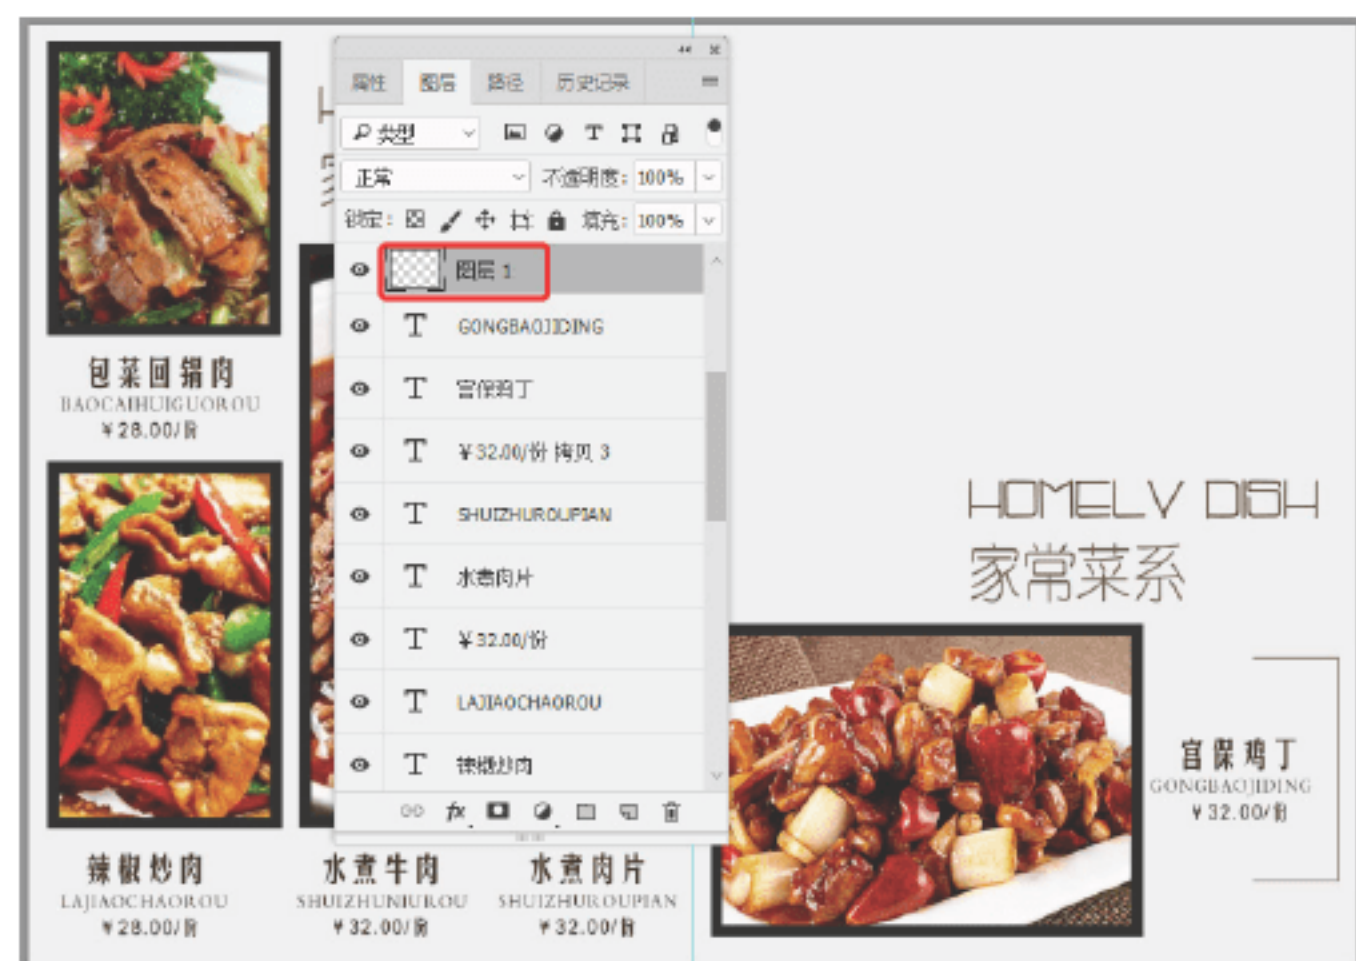 属性 图层 路径 历史记录
类型
正常 不透明度: 100%
锁定: 填充: 100%
图层 1
GONGBAOJIDING
宫保鸡丁
￥32.00/份 拷贝 3
SHUIZHUROUPIAN
水煮肉片
￥32.00/份
LAJIAOCHAOROU
辣椒炒肉
包菜回锅肉
BAOCAIHUIGUOROU
￥28.00/份
辣椒炒肉
LAJIAOCHAOROU
￥28.00/份
水煮牛肉
SHUIZHUNIUROU
￥32.00/份
水煮肉片
SHUIZHUROUPIAN
￥32.00/份
HOMELV DISH
家常菜系
宫保鸡丁
GONGBAOJIDING
￥32.00/份